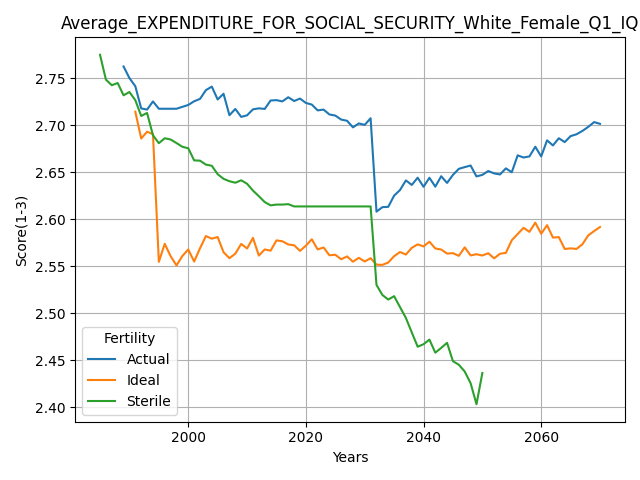 Average_EXPENDITURE_FOR_SOCIAL_SECURITY_White_Female_Q1_IQ
Score(1-3)
2.75
2.70
2.65
2.60
2.55
2.50
2.45
2.40
Fertility
Actual
Ideal
Sterile
2000
2020
2040
2060
Years